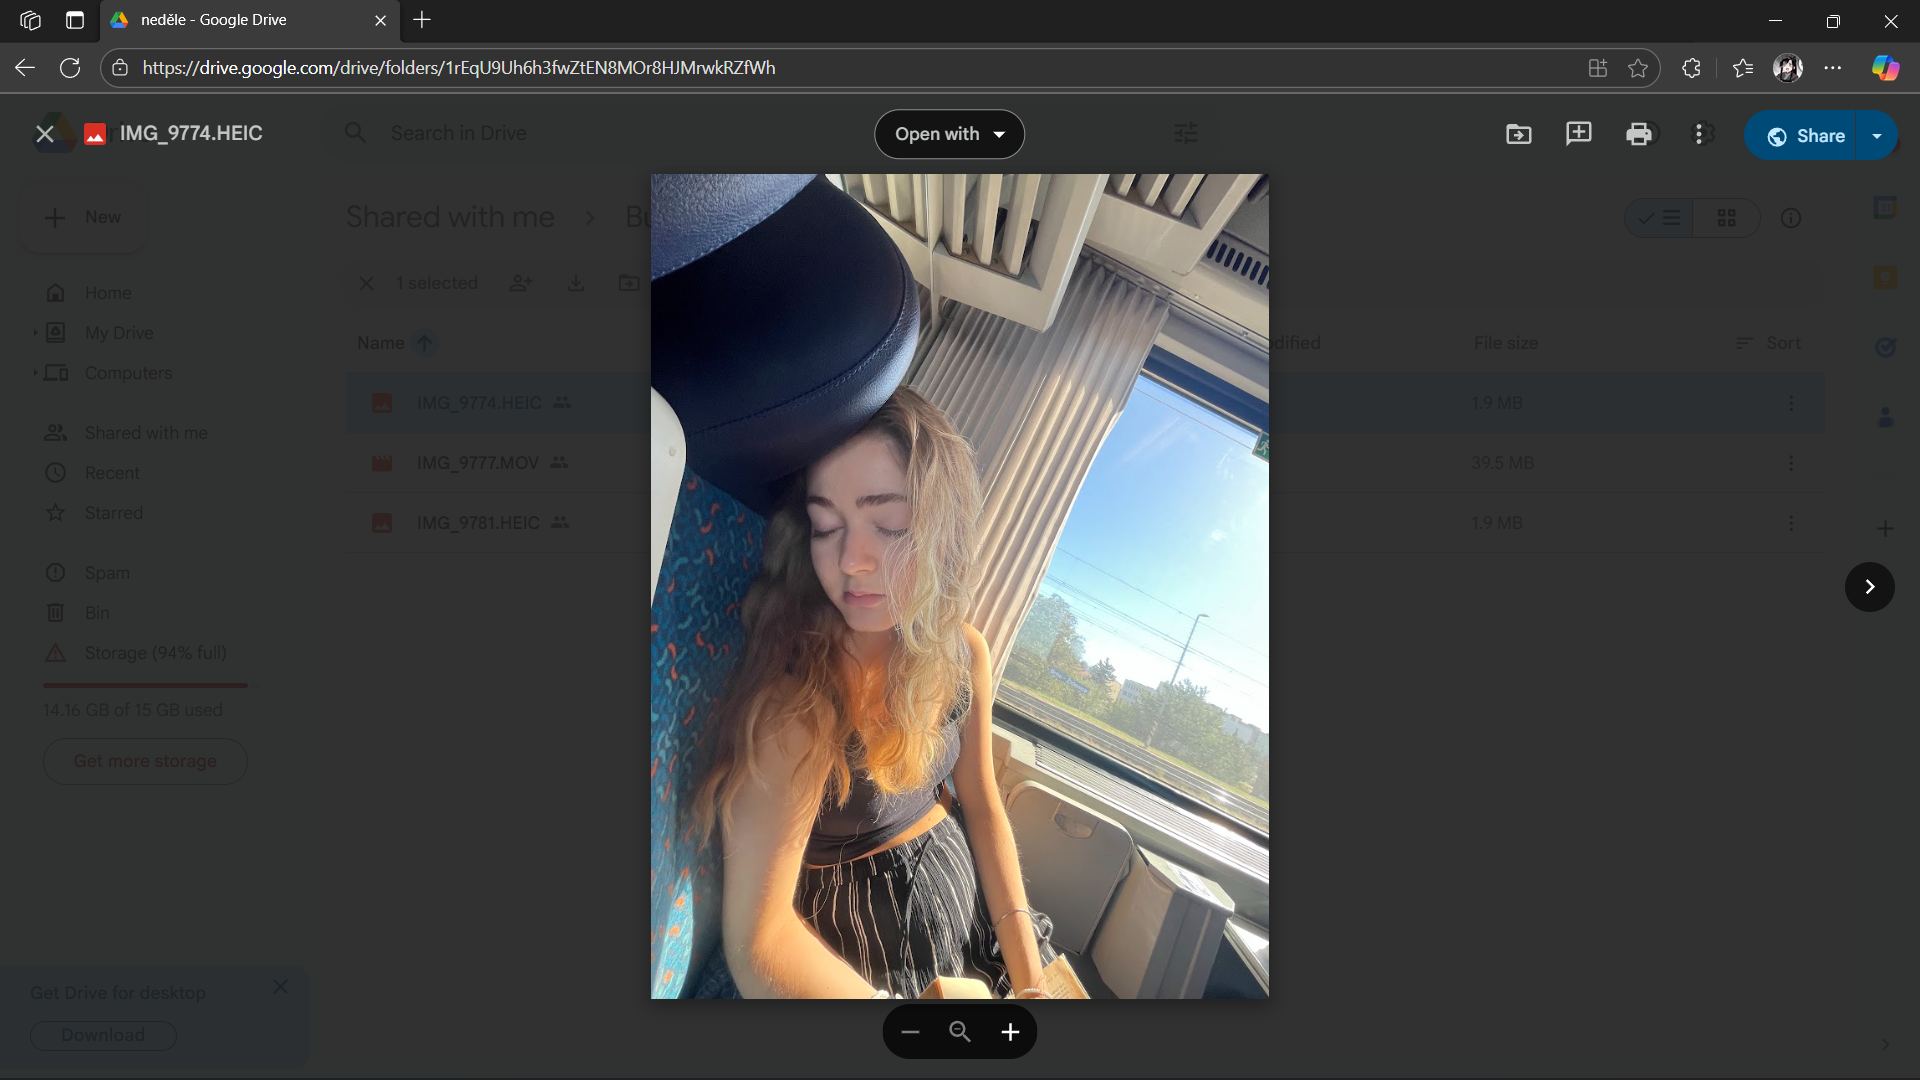 neděle - Google Drive
https://drive.google.com/drive/folders/1rEqU9Uh6h3fwZtEN8MOr8HJMrwkRZfWh
IMG_9774.HEIC
Search in Drive
Open with
Share
New
Shared with me > Bu
1 selected
Home
My Drive
Computers
Shared with me
Recent
Starred
Spam
Bin
Storage (94% full)
14.16 GB of 15 GB used
Get more storage
Name
dified
File size
Sort
IMG_9774.HEIC
1.9 MB
IMG_9777.MOV
39.5 MB
IMG_9781.HEIC
1.9 MB
Get Drive for desktop
Download